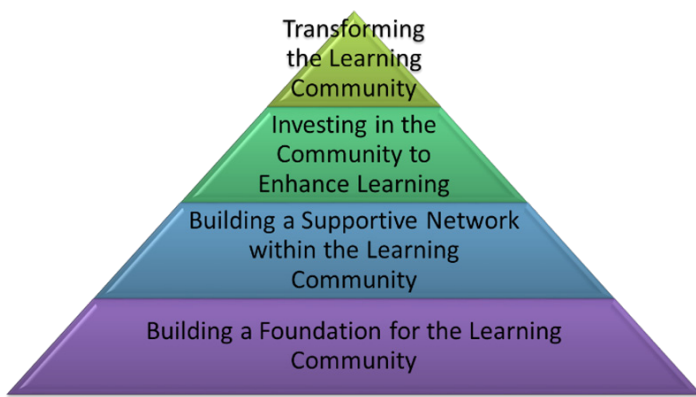 Transforming
the Learning
Community
Investing in the
Community to
Enhance Learning
Building a Supportive Network
within the Learning
Community
Building a Foundation for the Learning
Community